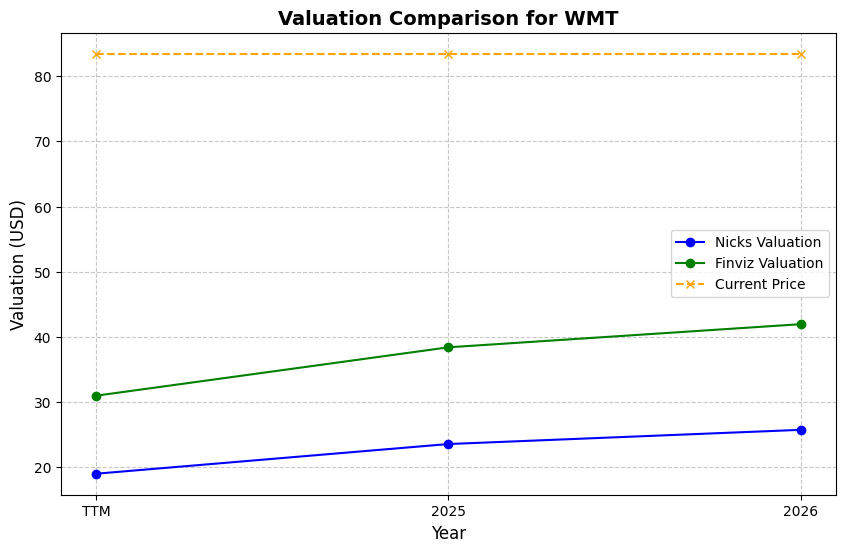 Valuation Comparison for WMT
Valuation (USD)
80
70
60
50
40
30
20
Nicks Valuation
Finviz Valuation
Current Price
TTM
2025
2026
Year